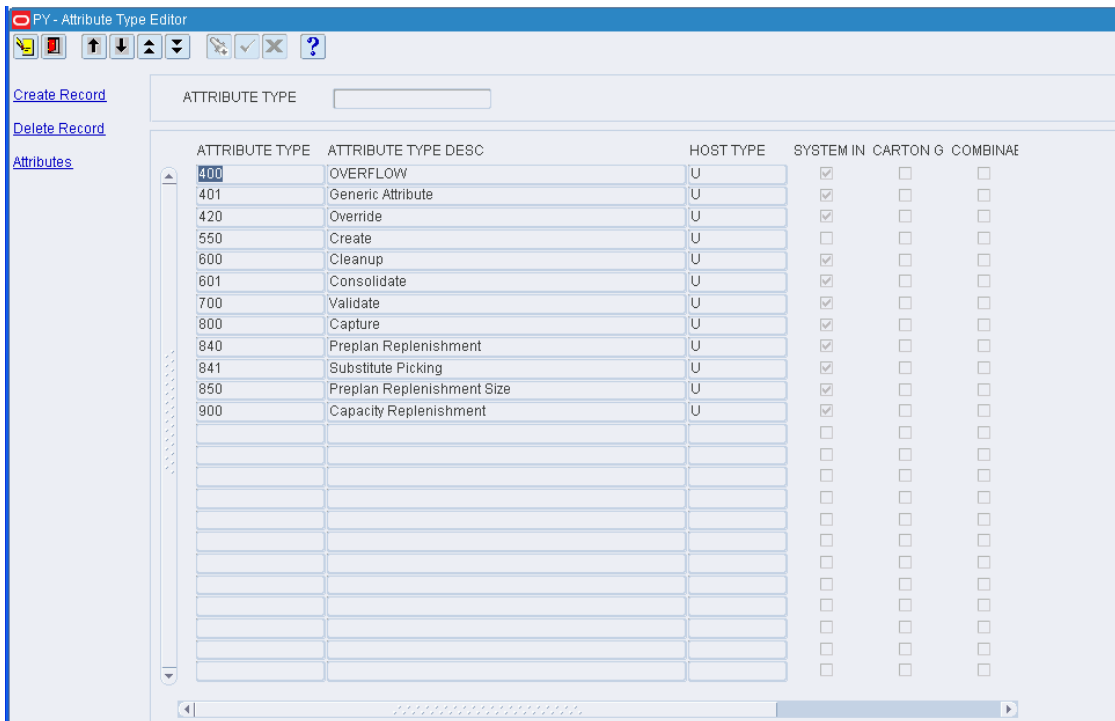 PY - Attribute Type Editor
?
Create Record
ATTRIBUTE TYPE
Delete Record
Attributes
ATTRIBUTE TYPE ATTRIBUTE TYPE DESC HOST TYPE SYSTEM IN CARTON G COMBINAE
400 OVERFLOW U
401 Generic Attribute U
420 Override U
550 Create U
600 Cleanup U
601 Consolidate U
700 Validate U
800 Capture U
840 Preplan Replenishment U
841 Substitute Picking U
850 Preplan Replenishment Size U
900 Capacity Replenishment U